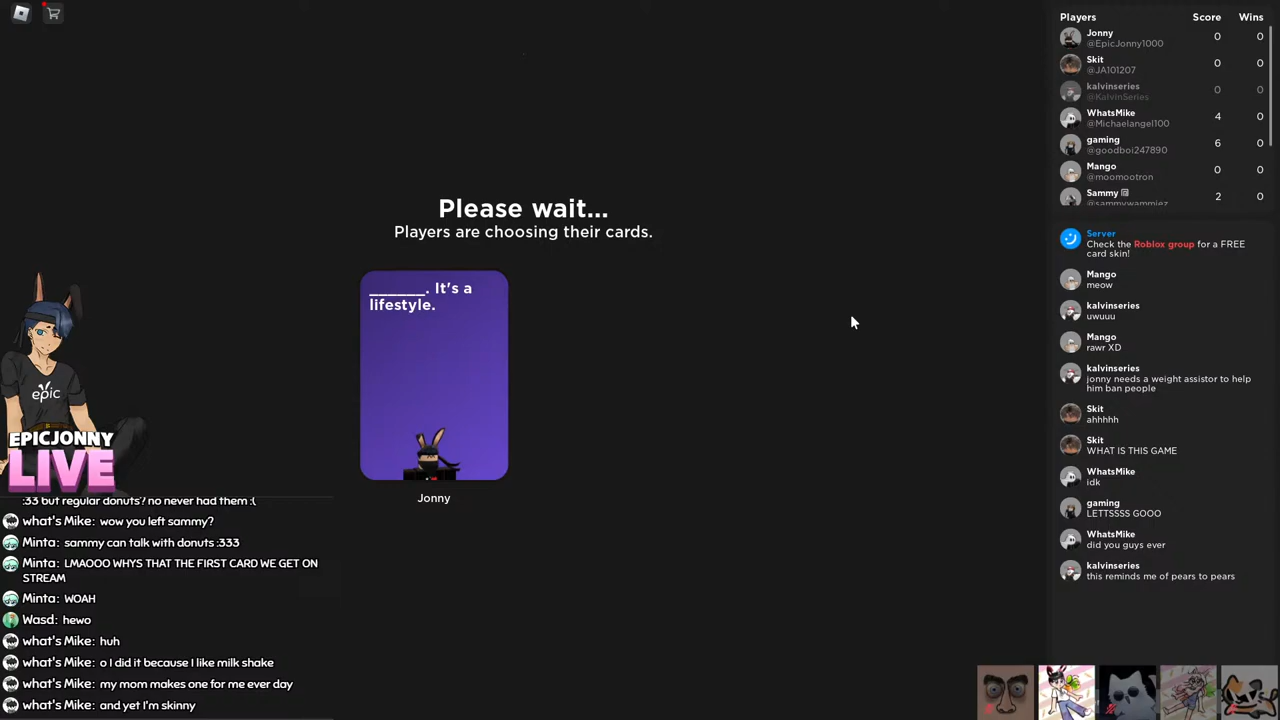 Players Score Wins
Jonny 0 0
@EpicJonny1000
Skit 0 0
@JA101207
kalvinseries 0 0
@KalvinSeries
WhatsMike 4 0
@Michaelangel100
gaming 6 0
@goodboi247890
Mango 0 0
@moomootron
Sammy 2 0
@sammywammiez
Please wait...
Players are choosing their cards.
______. It's a
lifestyle.
Jonny
Server
Check the Roblox group for a FREE
card skin!
Mango
meow
kalvinseries
uwuuu
Mango
rawr XD
kalvinseries
jonny needs a weight assistor to help
him ban people
Skit
ahhhhh
Skit
WHAT IS THIS GAME
WhatsMike
idk
gaming
LETTSSSS GOOO
WhatsMike
did you guys ever
kalvinseries
this reminds me of pears to pears
epic
EPICJONNY
LIVE
:33 but regular donuts? no never had them :(
what's Mike: wow you left sammy?
Minta: sammy can talk with donuts :333
Minta: LMAOOO WHYS THAT THE FIRST CARD WE GET ON
STREAM
Minta: WOAH
Wasd: hewo
what's Mike: huh
what's Mike: o I did it because I like milk shake
what's Mike: my mom makes one for me ever day
what's Mike: and yet I'm skinny